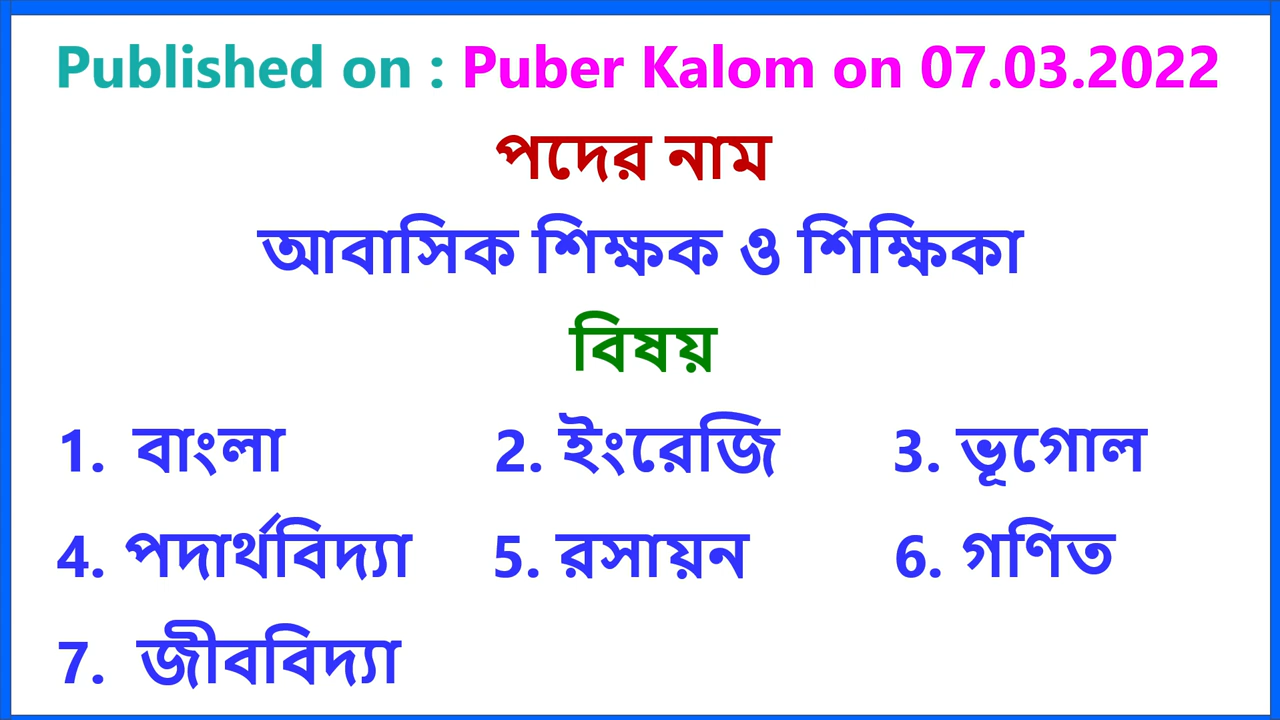 Published on : Puber Kalom on 07.03.2022
পদের নাম
আবাসিক শিক্ষক ও শিক্ষিকা
বিষয়
1. বাংলা 2. ইংরেজি 3. ভূগোল
4. পদার্থবিদ্যা 5. রসায়ন 6. গণিত
7. জীববিদ্যা